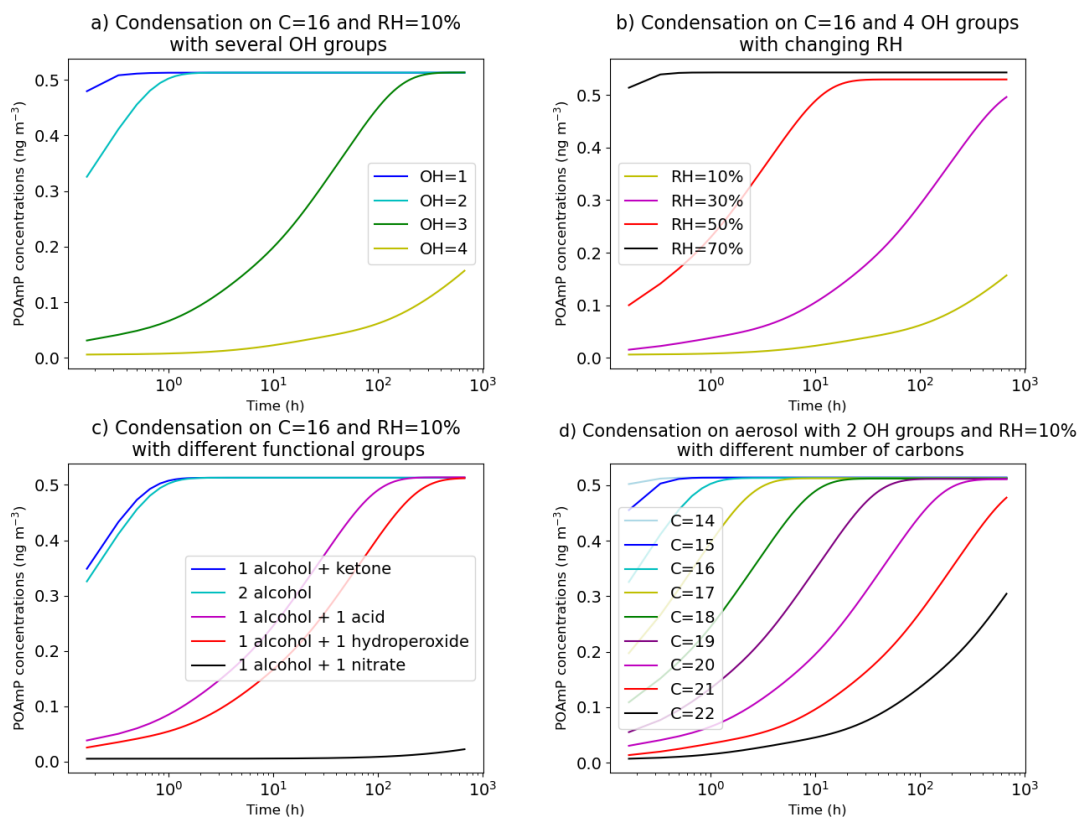 a) Condensation on C=16 and RH=10%
with several OH groups
POAmP concentrations (ng m⁻³)
0.5
0.4
0.3
0.2
0.1
0.0
OH=1
OH=2
OH=3
OH=4
10⁰
10¹
10²
10³
Time (h)
b) Condensation on C=16 and 4 OH groups
with changing RH
POAmP concentrations (ng m⁻³)
0.5
0.4
0.3
0.2
0.1
0.0
RH=10%
RH=30%
RH=50%
RH=70%
10⁰
10¹
10²
10³
Time (h)
c) Condensation on C=16 and RH=10%
with different functional groups
POAmP concentrations (ng m⁻³)
0.5
0.4
0.3
0.2
0.1
0.0
1 alcohol + ketone
2 alcohol
1 alcohol + 1 acid
1 alcohol + 1 hydroperoxide
1 alcohol + 1 nitrate
10⁰
10¹
10²
10³
Time (h)
d) Condensation on aerosol with 2 OH groups and RH=10%
with different number of carbons
POAmP concentrations (ng m⁻³)
0.5
0.4
0.3
0.2
0.1
0.0
C=14
C=15
C=16
C=17
C=18
C=19
C=20
C=21
C=22
10⁰
10¹
10²
10³
Time (h)